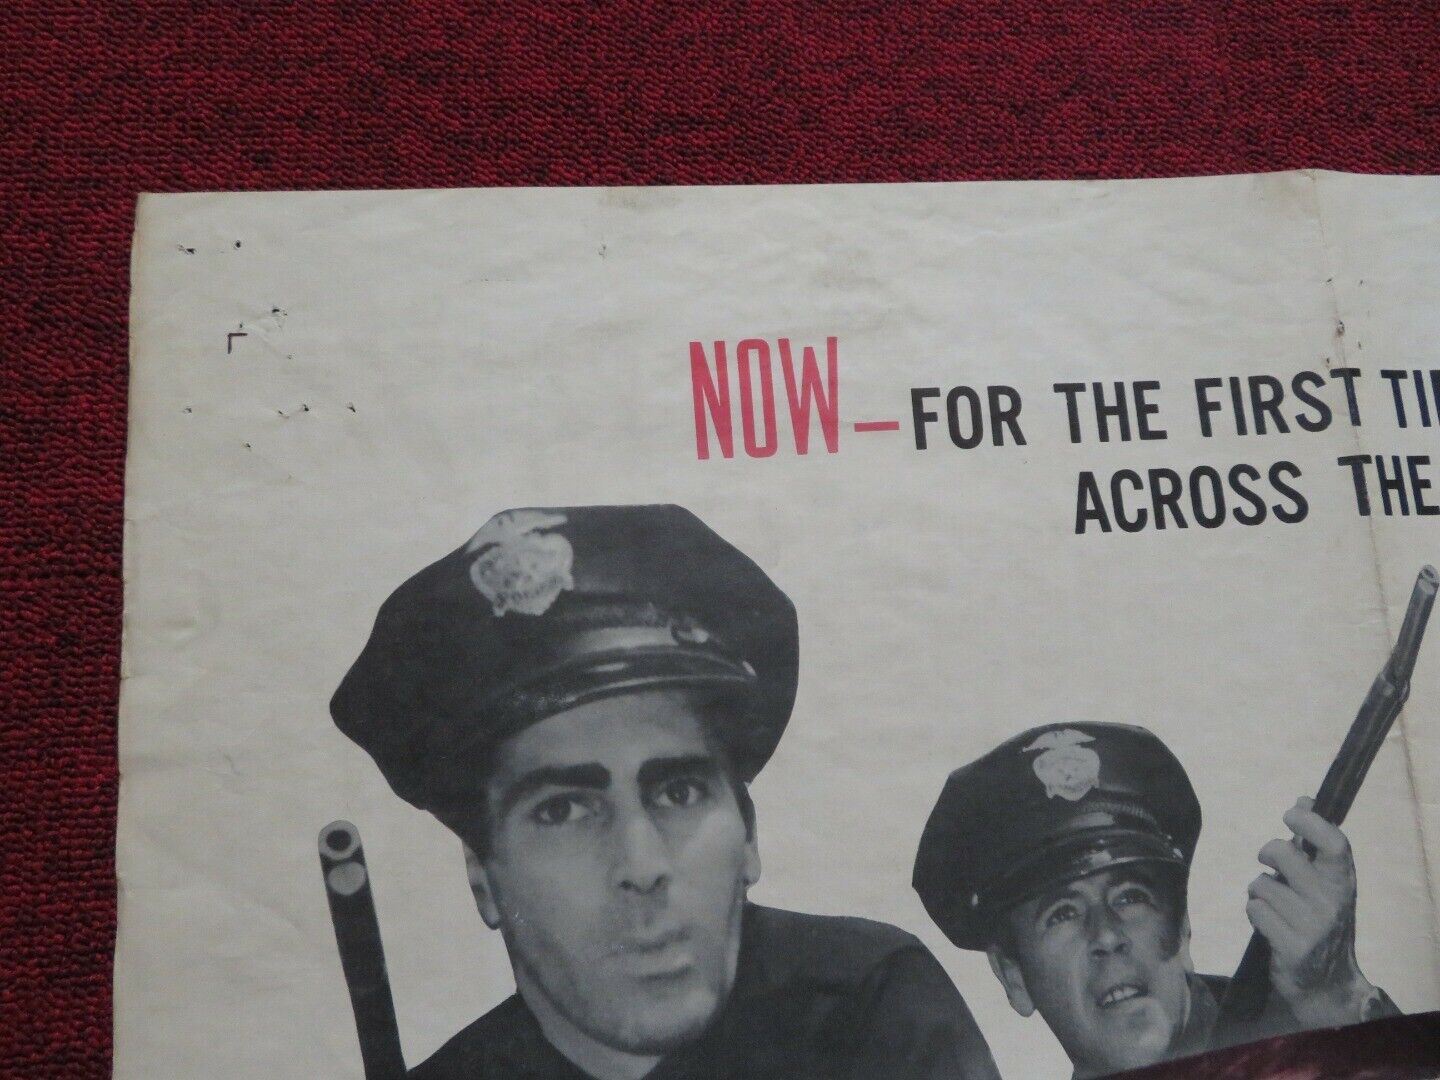 NOW–FOR THE FIRST
ACROSS THE